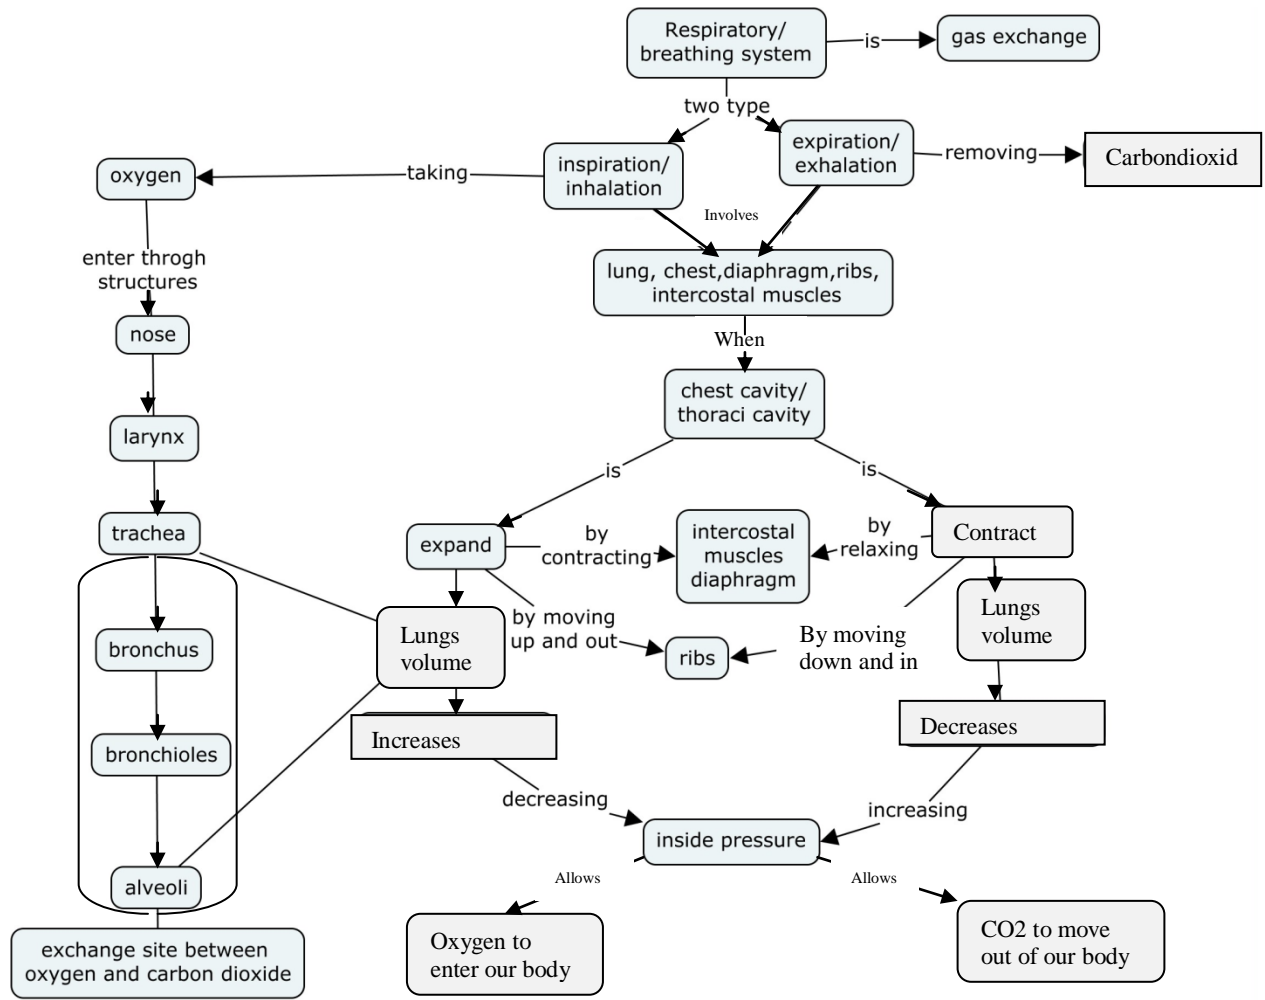 Respiratory/
breathing system
is
gas exchange
two type
inspiration/
inhalation
expiration/
exhalation
removing
Carbondioxid
taking
oxygen
Involves
enter throgh
structures
lung, chest,diaphragm,ribs,
intercostal muscles
nose
When
chest cavity/
thoraci cavity
larynx
is
is
trachea
expand
by
contracting
intercostal
muscles
diaphragm
by
relaxing
Contract
Lungs
volume
by moving
up and out
ribs
By moving
down and in
Lungs
volume
bronchus
Increases
Decreases
bronchioles
decreasing
increasing
inside pressure
alveoli
Allows
Allows
Oxygen to
enter our body
CO2 to move
out of our body
exchange site between
oxygen and carbon dioxide